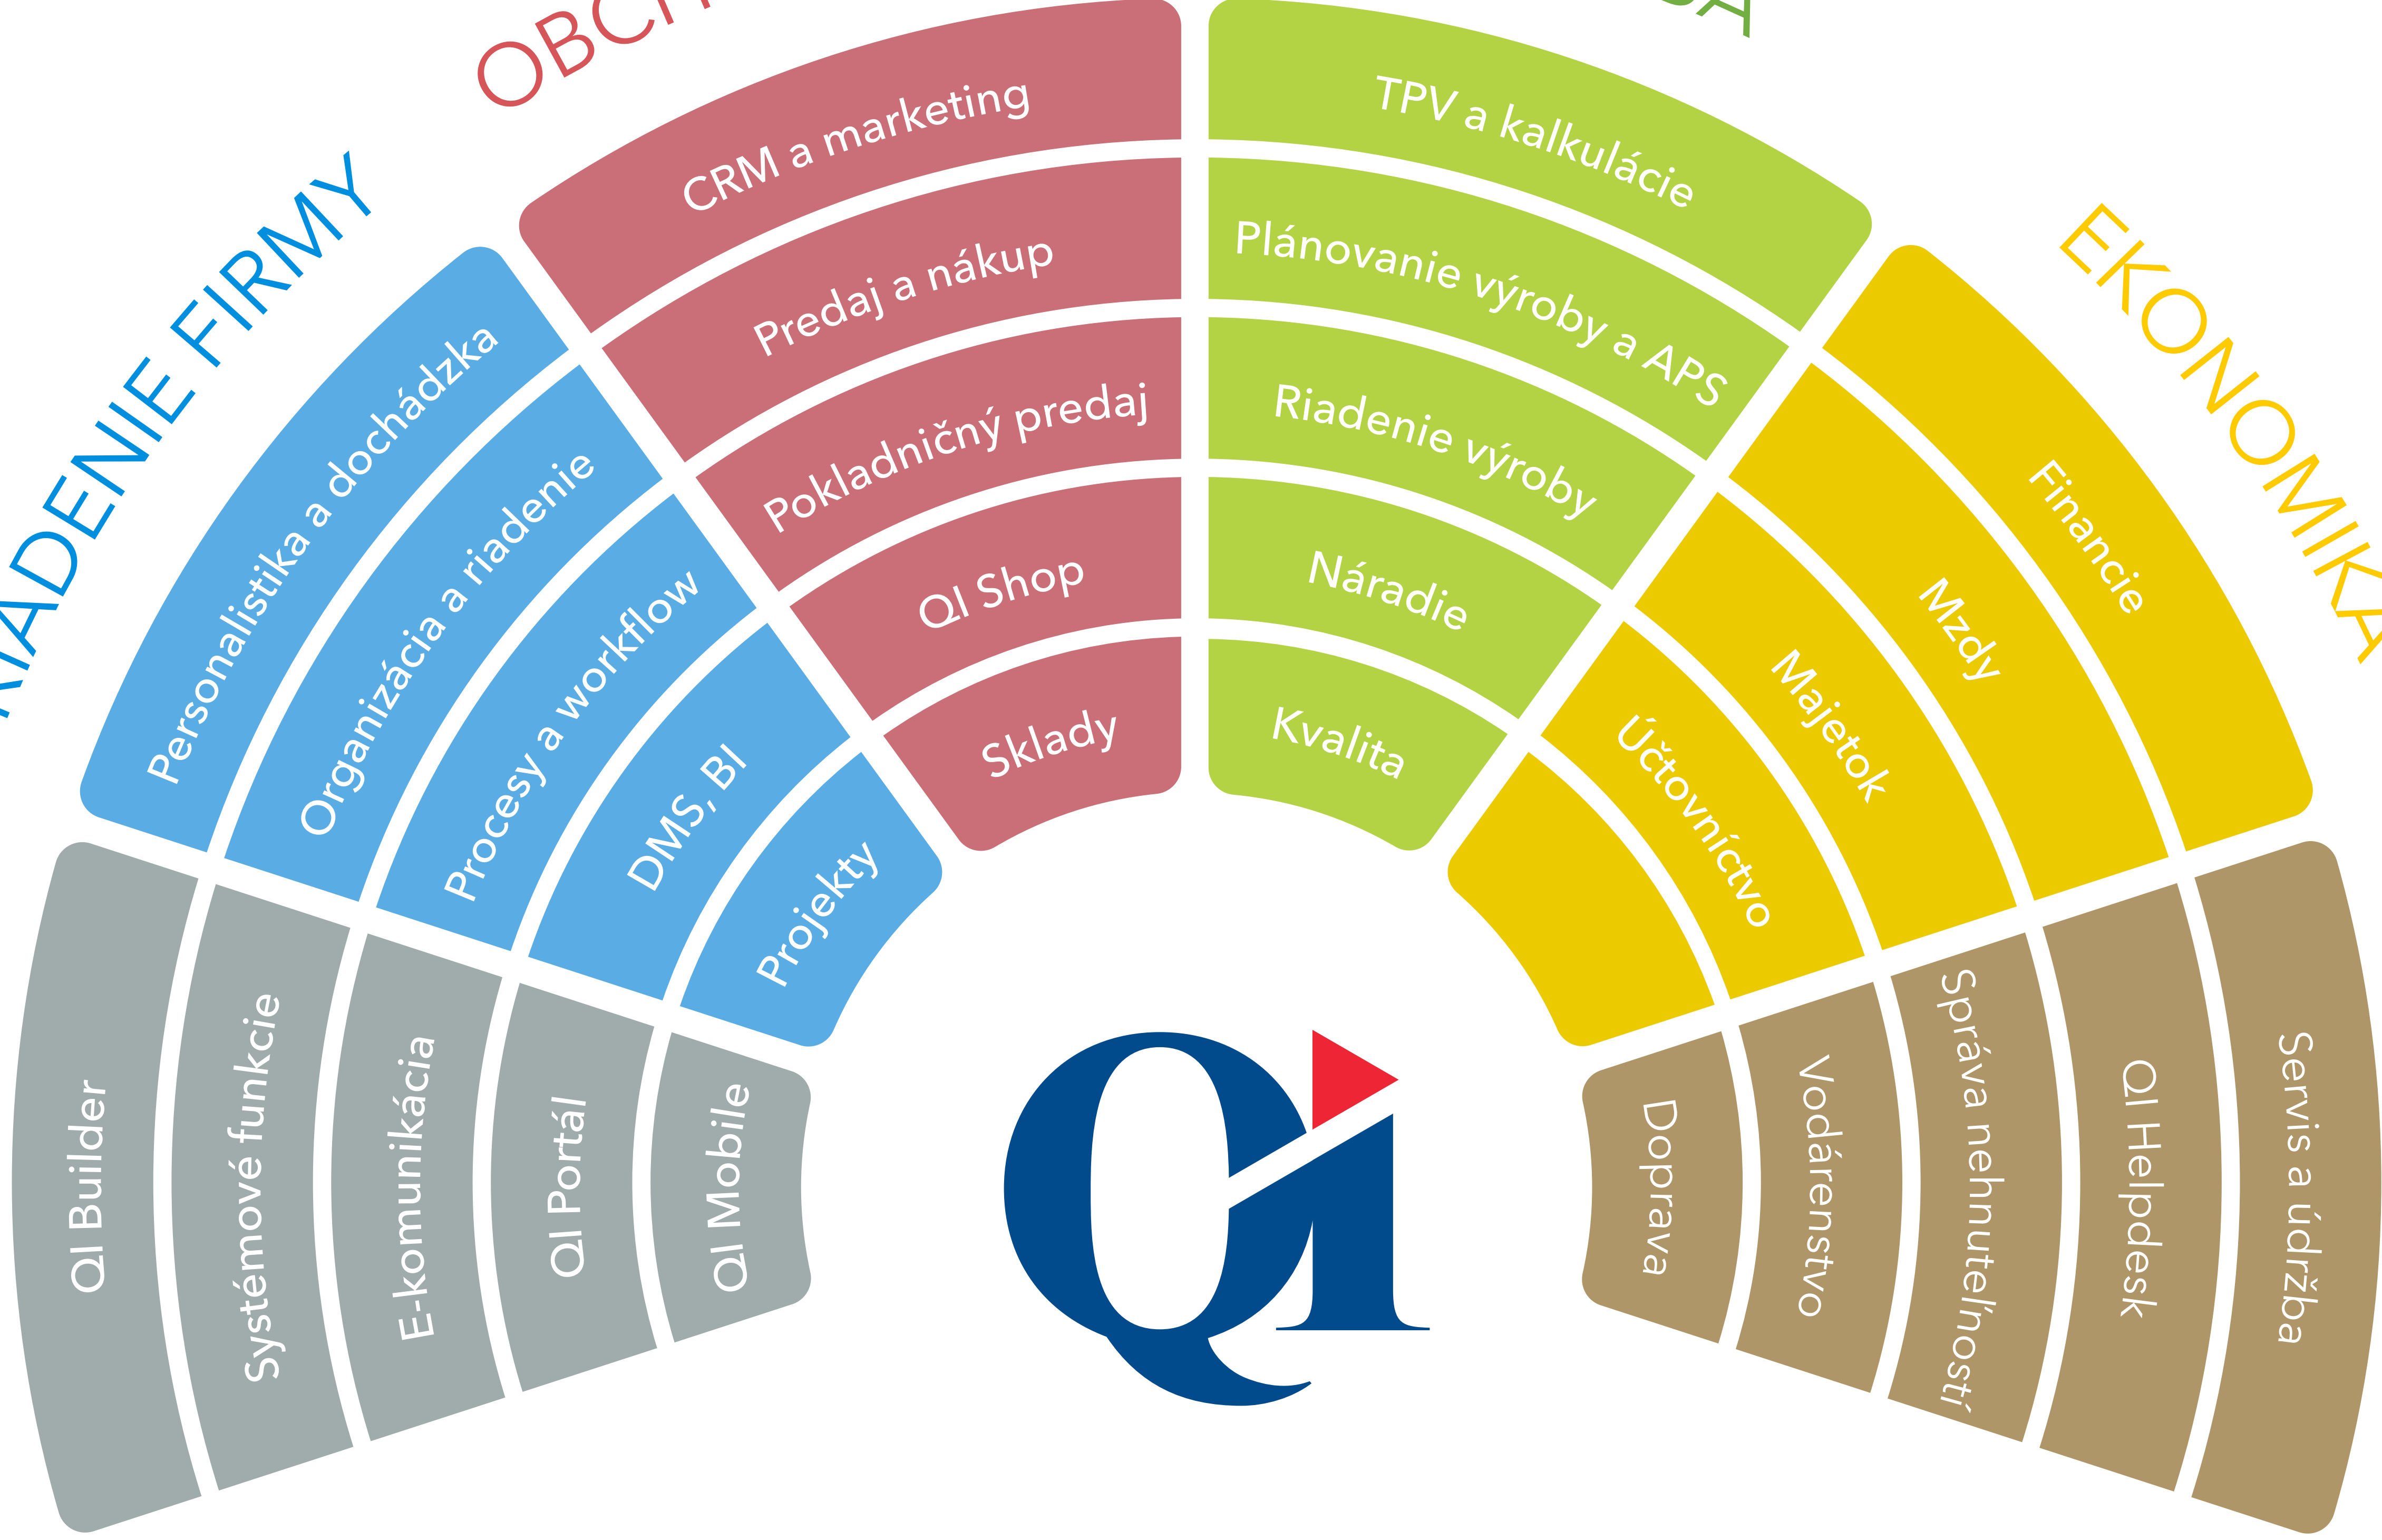 RIADENIE FIRMY
OBCH
EKONOMIKA
QI Builder
Systémové funkcie
E-komunikácia
QI Portál
QI Mobile
Personalistika a dochádzka
Organizácia a riadenie
Procesy a workflow
DMS, BI
Projekty
CRM a marketing
Predaj a nákup
Pokladničný predaj
QI Shop
Sklady
TPV a kalkulácie
Plánovanie výroby a APS
Riadenie výroby
Náradie
Kvalita
Financie
Mzdy
Majetok
Účtovníctvo
Doprava
Vodárenstvo
Správa nehnuteľností
QI Helpdesk
Servis a údržba
QI